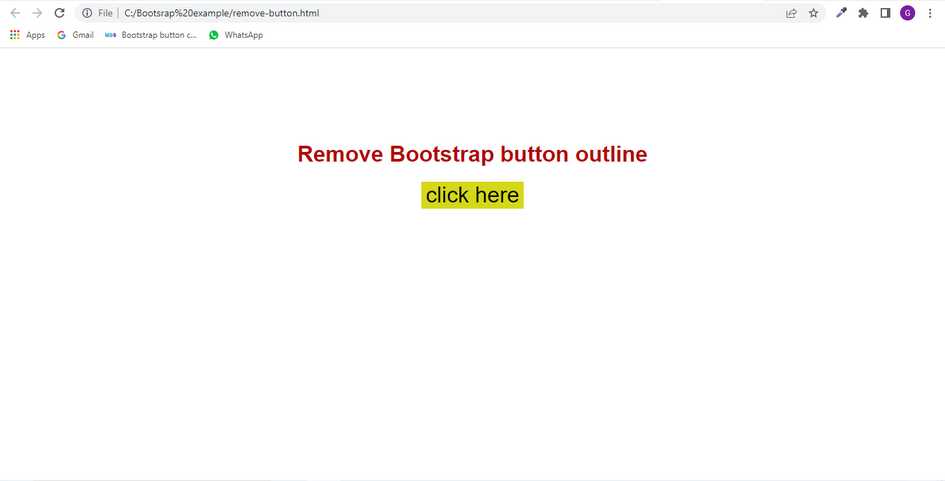 File | C:/Bootsrap%20example/remove-button.html
G
Apps
Gmail
Bootstrap button c...
WhatsApp
Remove Bootstrap button outline
click here